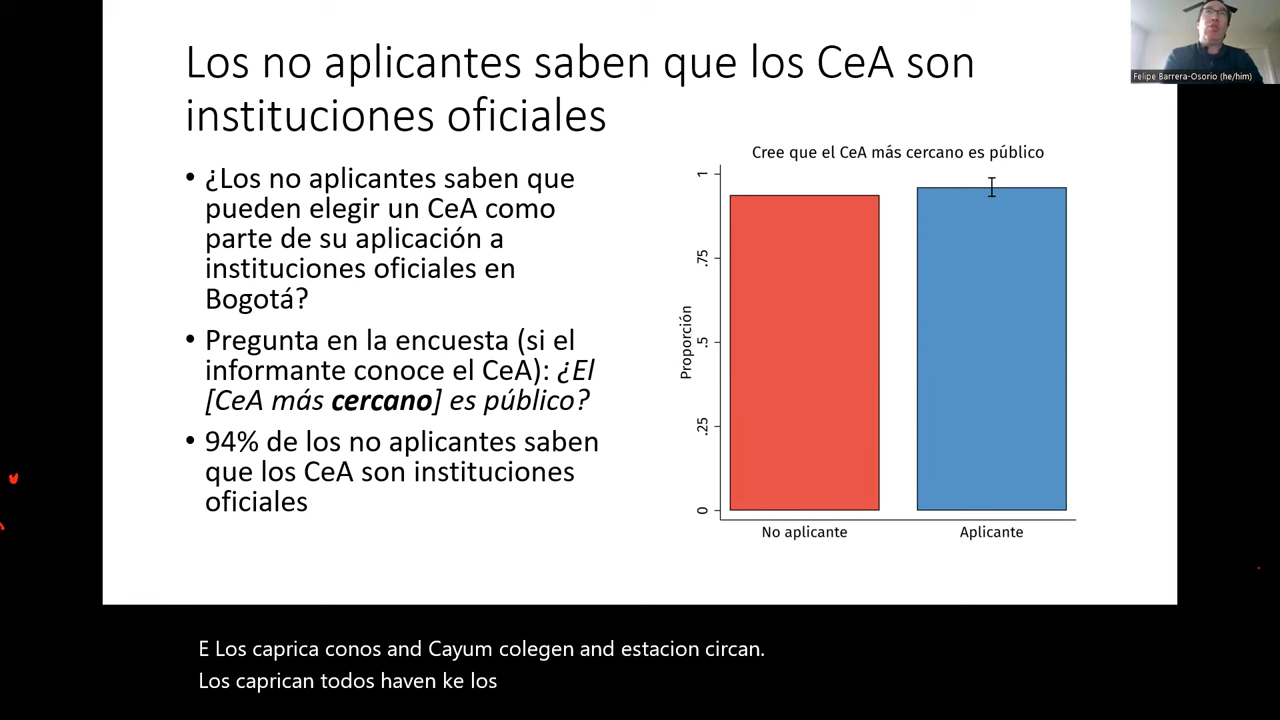 Los no aplicantes saben que los CeA son
instituciones oficiales
• ¿Los no aplicantes saben que
pueden elegir un CeA como
parte de su aplicación a
instituciones oficiales en
Bogotá?
• Pregunta en la encuesta (si el
informante conoce el CeA): ¿El
[CeA más cercano] es público?
• 94% de los no aplicantes saben
que los CeA son instituciones
oficiales
Cree que el CeA más cercano es público
Proporción
1
.75
.5
.25
0
No aplicante
Aplicante
Felipe Barrera-Osorio (he/him)
E Los caprica conos and Cayum colegen and estacion circan.
Los caprican todos haven ke los